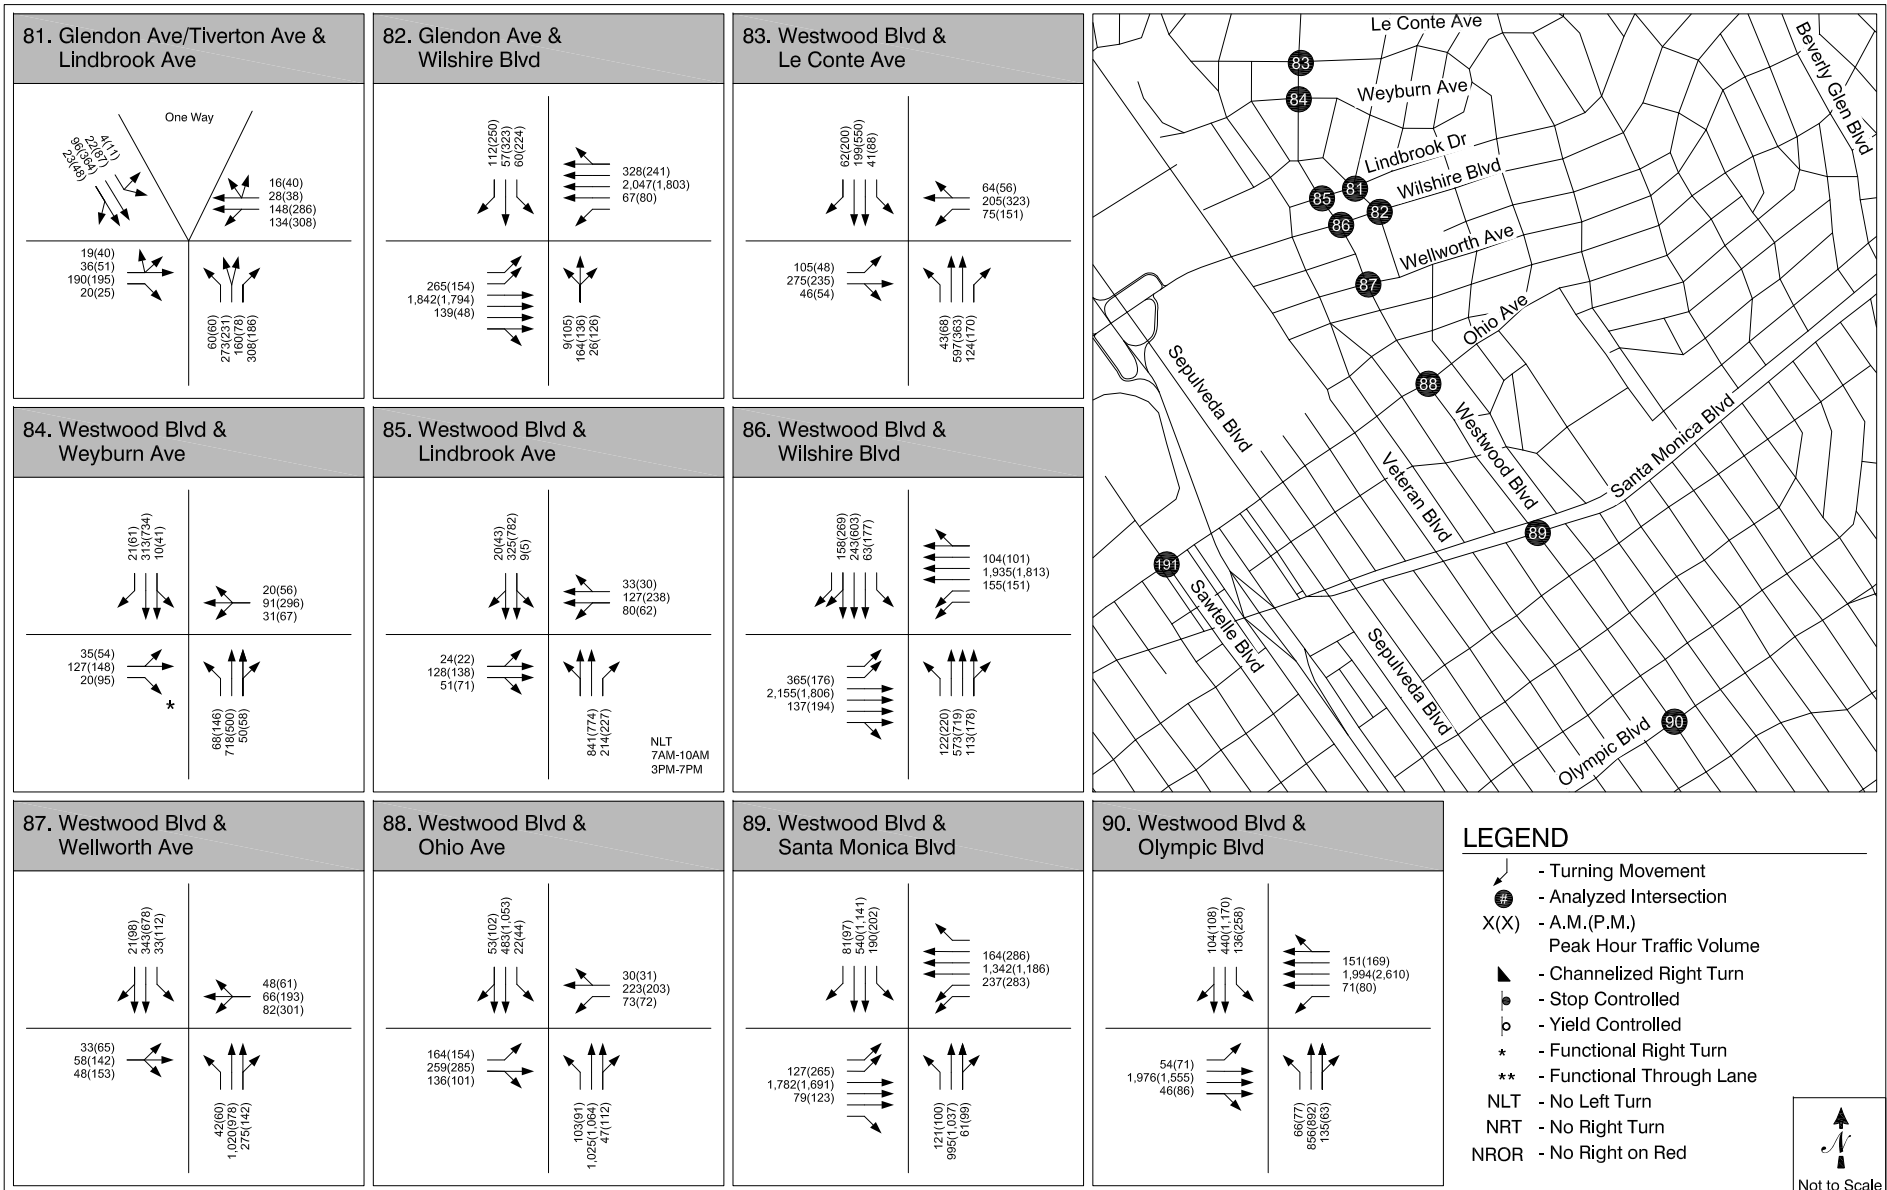 81. Glendon Ave/Tiverton Ave &
Lindbrook Ave
One Way
4(11)
22(87)
96(364)
23(48)
16(40)
28(38)
148(286)
134(308)
19(40)
36(51)
190(195)
20(25)
60(60)
273(231)
160(78)
308(186)
82. Glendon Ave &
Wilshire Blvd
112(250)
57(323)
60(224)
328(241)
2,047(1,803)
67(80)
265(154)
1,842(1,794)
139(48)
9(105)
164(136)
26(126)
83. Westwood Blvd &
Le Conte Ave
62(200)
199(550)
41(88)
64(56)
205(323)
75(151)
105(48)
275(235)
46(54)
43(68)
597(363)
124(170)
84. Westwood Blvd &
Weyburn Ave
21(61)
313(734)
10(41)
20(56)
91(296)
31(67)
35(54)
127(148)
20(95)
*
68(146)
718(500)
50(58)
85. Westwood Blvd &
Lindbrook Ave
20(43)
325(782)
9(5)
33(30)
127(238)
80(62)
24(22)
128(138)
51(71)
841(774)
214(227)
NLT
7AM-10AM
3PM-7PM
86. Westwood Blvd &
Wilshire Blvd
158(269)
243(603)
63(177)
104(101)
1,935(1,813)
155(151)
365(176)
2,155(1,806)
137(194)
122(220)
573(719)
113(178)
87. Westwood Blvd &
Wellworth Ave
21(98)
343(678)
33(112)
48(61)
66(193)
82(301)
33(65)
58(142)
48(153)
42(60)
1,020(978)
275(142)
88. Westwood Blvd &
Ohio Ave
53(102)
483(1,053)
22(44)
30(31)
223(203)
73(72)
164(154)
259(285)
136(101)
103(91)
1,025(1,064)
47(112)
89. Westwood Blvd &
Santa Monica Blvd
81(97)
540(1,141)
190(202)
164(286)
1,342(1,186)
237(283)
127(265)
1,782(1,691)
79(123)
121(100)
995(1,037)
61(99)
90. Westwood Blvd &
Olympic Blvd
104(108)
440(1,170)
136(258)
151(169)
1,994(2,610)
71(80)
54(71)
1,976(1,555)
46(86)
66(77)
856(892)
135(63)
Le Conte Ave
Beverly Glen Blvd
83
Weyburn Ave
84
Lindbrook Dr
Wilshire Blvd
81
85
82
86
Wellworth Ave
87
Ohio Ave
Sepulveda Blvd
88
Westwood Blvd
Santa Monica Blvd
Veteran Blvd
89
191
Sawtelle Blvd
Sepulveda Blvd
90
Olympic Blvd
LEGEND
- Turning Movement
# - Analyzed Intersection
X(X) - A.M.(P.M.)
Peak Hour Traffic Volume
- Channelized Right Turn
- Stop Controlled
- Yield Controlled
* - Functional Right Turn
** - Functional Through Lane
NLT - No Left Turn
NRT - No Right Turn
NROR - No Right on Red
N
Not to Scale